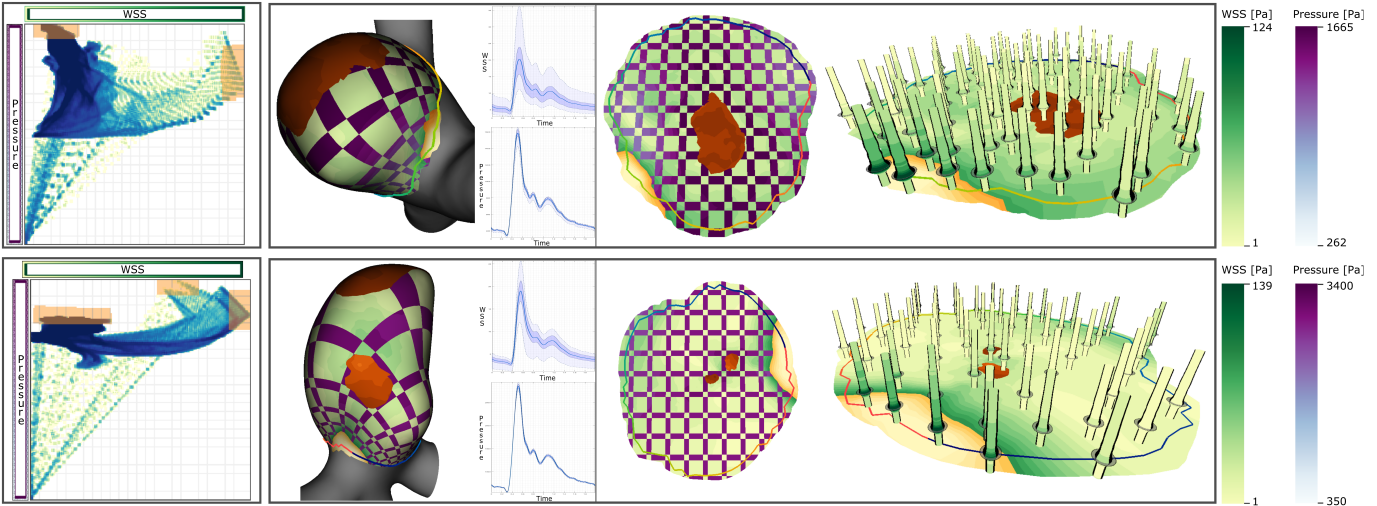 WSS
Pressure
WSS
Time
Pressure
Time
WSS [Pa]
124
1
Pressure [Pa]
1665
262
WSS
Pressure
WSS
Time
Pressure
Time
WSS [Pa]
139
1
Pressure [Pa]
3400
350